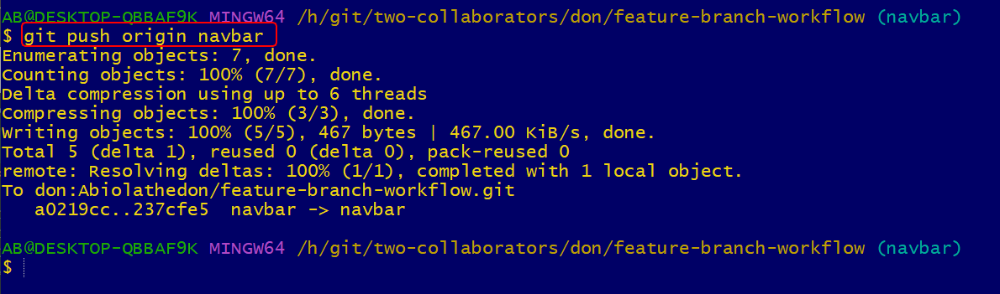 AB@DESKTOP-QBBAF9K MINGW64 /h/git/two-collaborators/don/feature-branch-workflow (navbar)
$ git push origin navbar
Enumerating objects: 7, done.
Counting objects: 100% (7/7), done.
Delta compression using up to 6 threads
Compressing objects: 100% (3/3), done.
Writing objects: 100% (5/5), 467 bytes | 467.00 KiB/s, done.
Total 5 (delta 1), reused 0 (delta 0), pack-reused 0
remote: Resolving deltas: 100% (1/1), completed with 1 local object.
To don:Abiolathedon/feature-branch-workflow.git
   a0219cc..237cfe5  navbar -> navbar
AB@DESKTOP-QBBAF9K MINGW64 /h/git/two-collaborators/don/feature-branch-workflow (navbar)
$